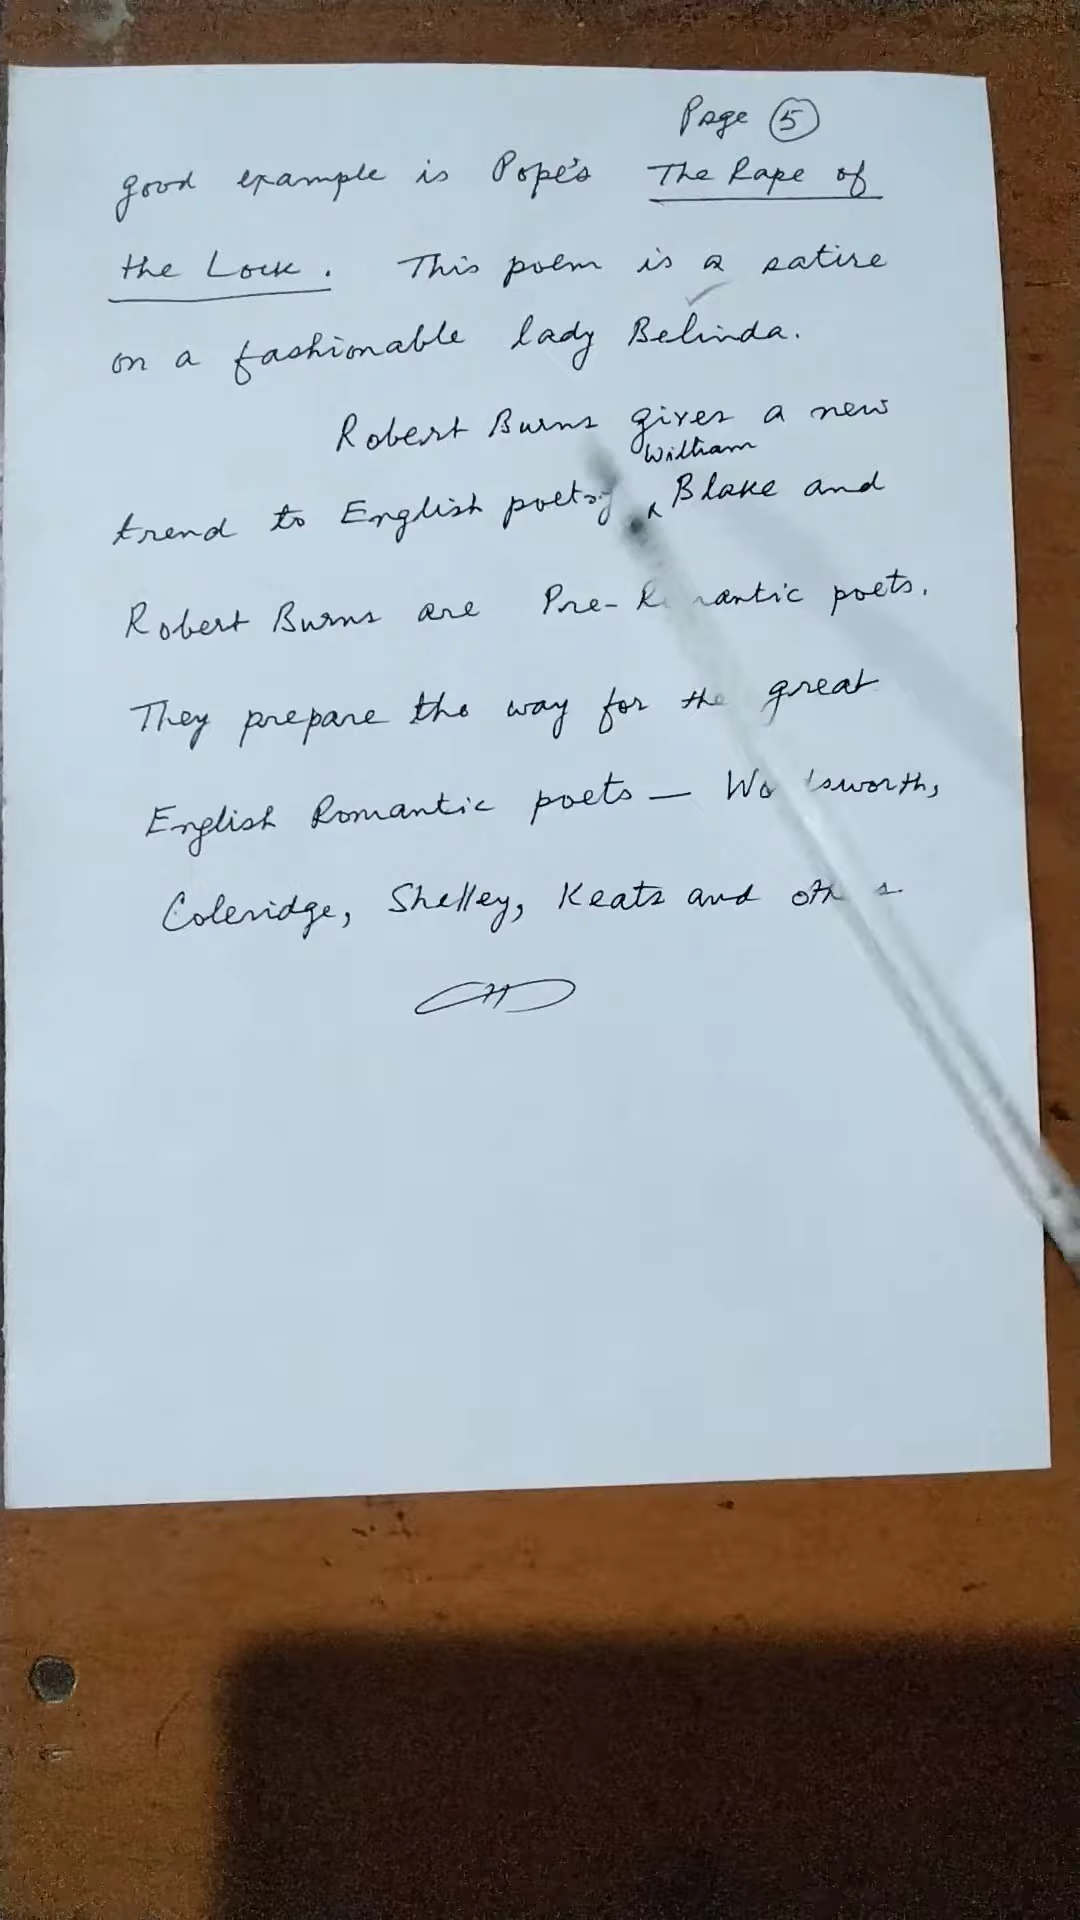 Page 5
good example is Pope's The Rape of
the Lock. This poem is a satire
on a fashionable lady Belinda.
Robert Burns gives a new
William
trend to English poetry Blake and
Robert Burns are Pre- poets.
They prepare the way for the great
English Romantic poets —
Coleridge, Shelley, Keats and